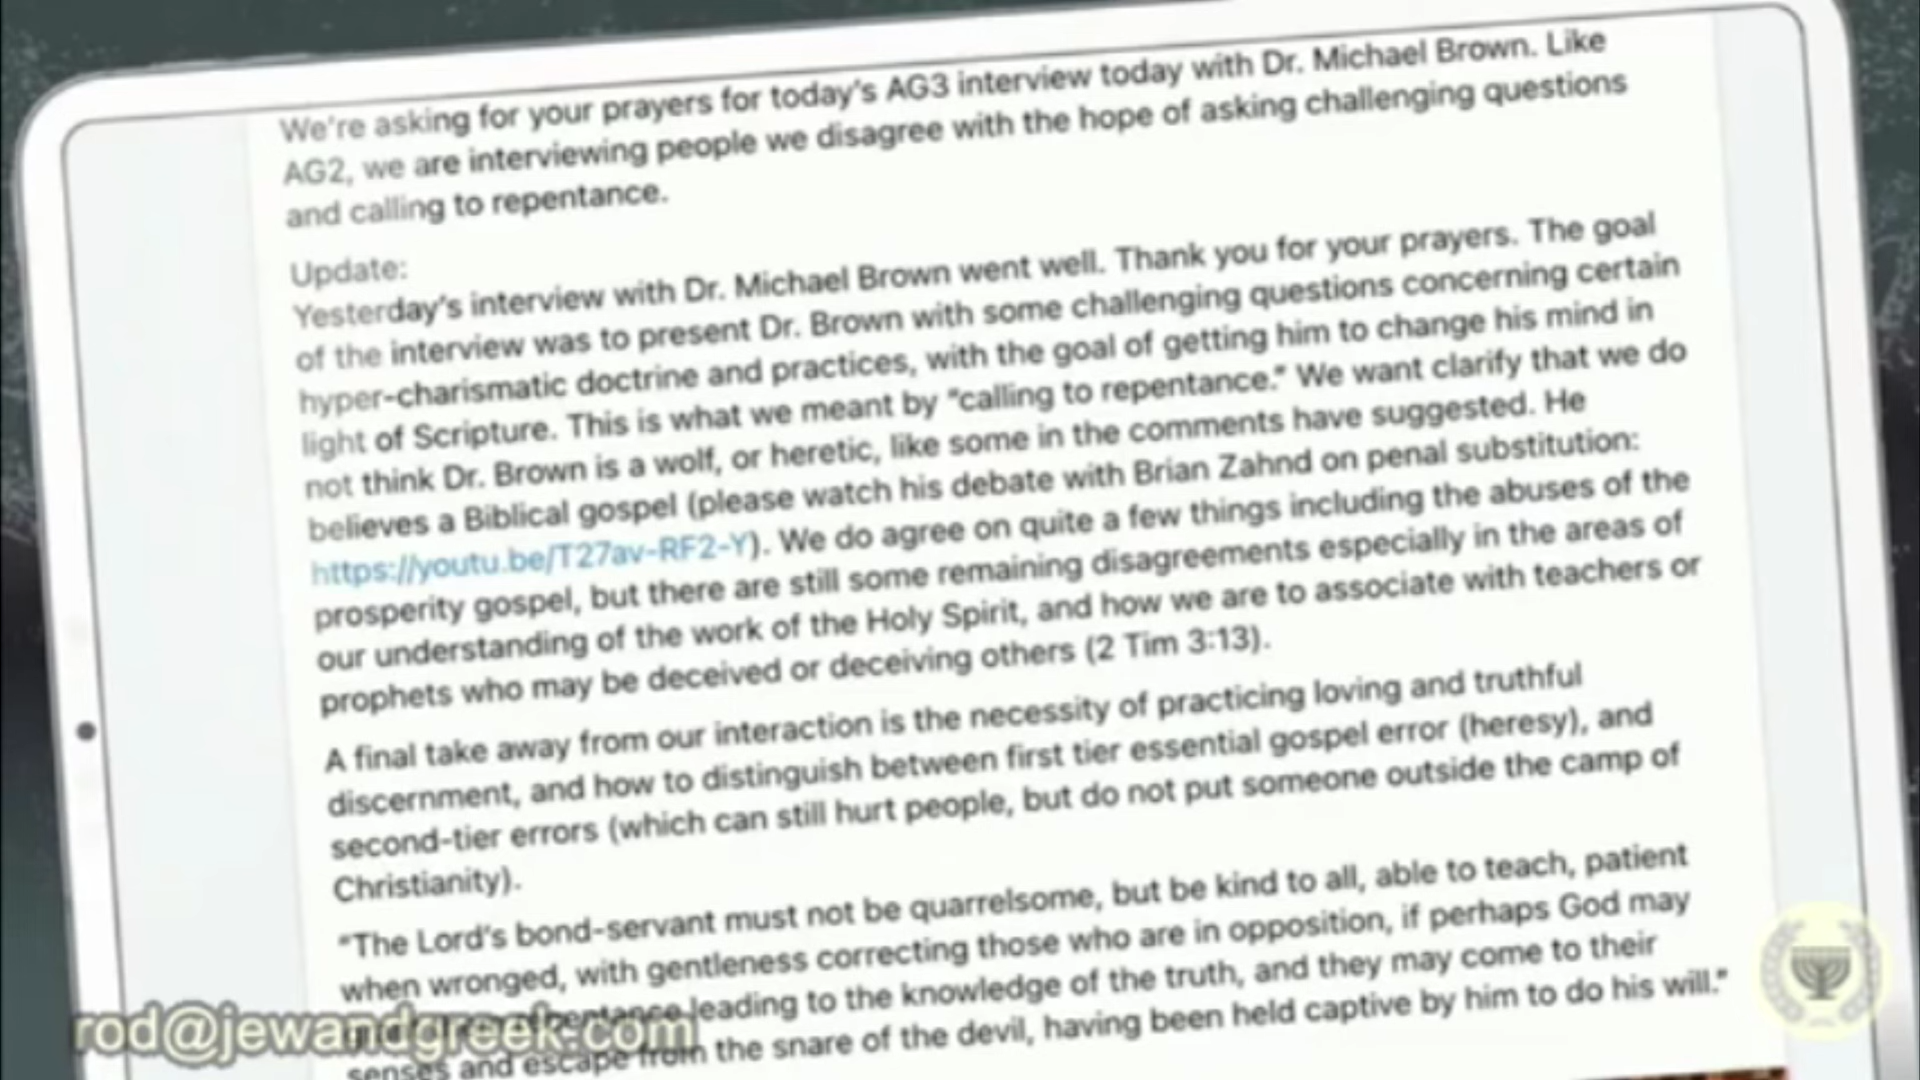 We're asking for your prayers for today's AG3 interview today with Dr. Michael Brown. Like
AG2, we are interviewing people we disagree with the hope of asking challenging questions
and calling to repentance.
Update:
Yesterday's interview with Dr. Michael Brown went well. Thank you for your prayers. The goal
of the interview was to present Dr. Brown with some challenging questions concerning certain
hyper-charismatic doctrine and practices, with the goal of getting him to change his mind in
light of Scripture. This is what we meant by "calling to repentance." We want clarify that we do
not think Dr. Brown is a wolf, or heretic, like some in the comments have suggested. He
believes a Biblical gospel (please watch his debate with Brian Zahnd on penal substitution:
https://youtu.be/T27av-RF2-Y). We do agree on quite a few things including the abuses of the
prosperity gospel, but there are still some remaining disagreements especially in the areas of
our understanding of the work of the Holy Spirit, and how we are to associate with teachers or
prophets who may be deceived or deceiving others (2 Tim 3:13).
A final take away from our interaction is the necessity of practicing loving and truthful
discernment, and how to distinguish between first tier essential gospel error (heresy), and
second-tier errors (which can still hurt people, but do not put someone outside the camp of
Christianity).
"The Lord's bond-servant must not be quarrelsome, but be kind to all, able to teach, patient
when wronged, with gentleness correcting those who are in opposition, if perhaps God may
repentance leading to the knowledge of the truth, and they may come to their
senses and escape from the snare of the devil, having been held captive by him to do his will."
rod@jewandgreek.com